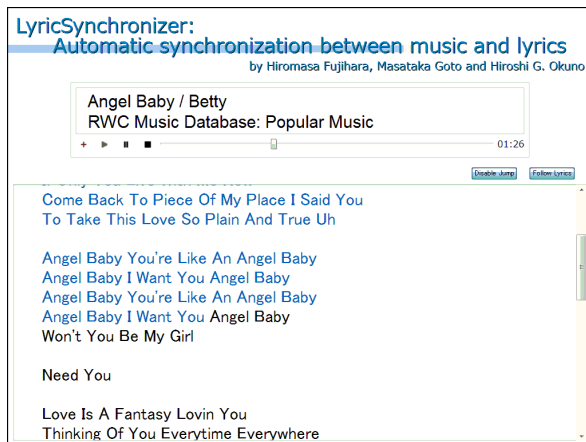 LyricSynchronizer:
Automatic synchronization between music and lyrics
by Hiromasa Fujihara, Masataka Goto and Hiroshi G. Okuno
Angel Baby / Betty
RWC Music Database: Popular Music
01:26
Disable Jump Follow Lyrics
Come Back To Piece Of My Place I Said You
To Take This Love So Plain And True Uh
Angel Baby You're Like An Angel Baby
Angel Baby I Want You Angel Baby
Angel Baby You're Like An Angel Baby
Angel Baby I Want You Angel Baby
Won't You Be My Girl
Need You
Love Is A Fantasy Lovin You
Thinking Of You Everytime Everywhere